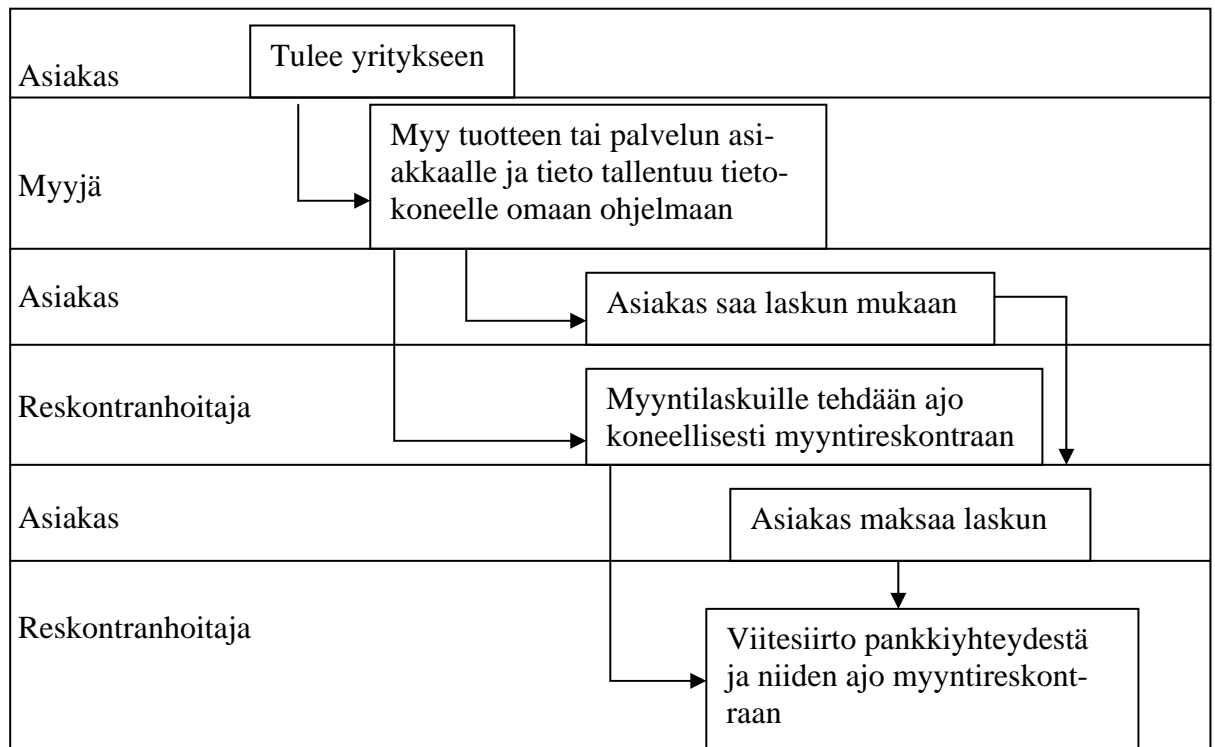 Tulee yritykseen
Asiakas
Myy tuotteen tai palvelun asi-
akkaalle ja tieto tallentuu tieto-
koneelle omaan ohjelmaan
Myyjä
Asiakas
Asiakas saa laskun mukaan
Reskontranhoitaja
Myyntilaskuille tehdään ajo
koneellisesti myyntireskontraan
Asiakas
Asiakas maksaa laskun
Reskontranhoitaja
Viitesiirto pankkiyhteydestä
ja niiden ajo myyntireskont-
raan